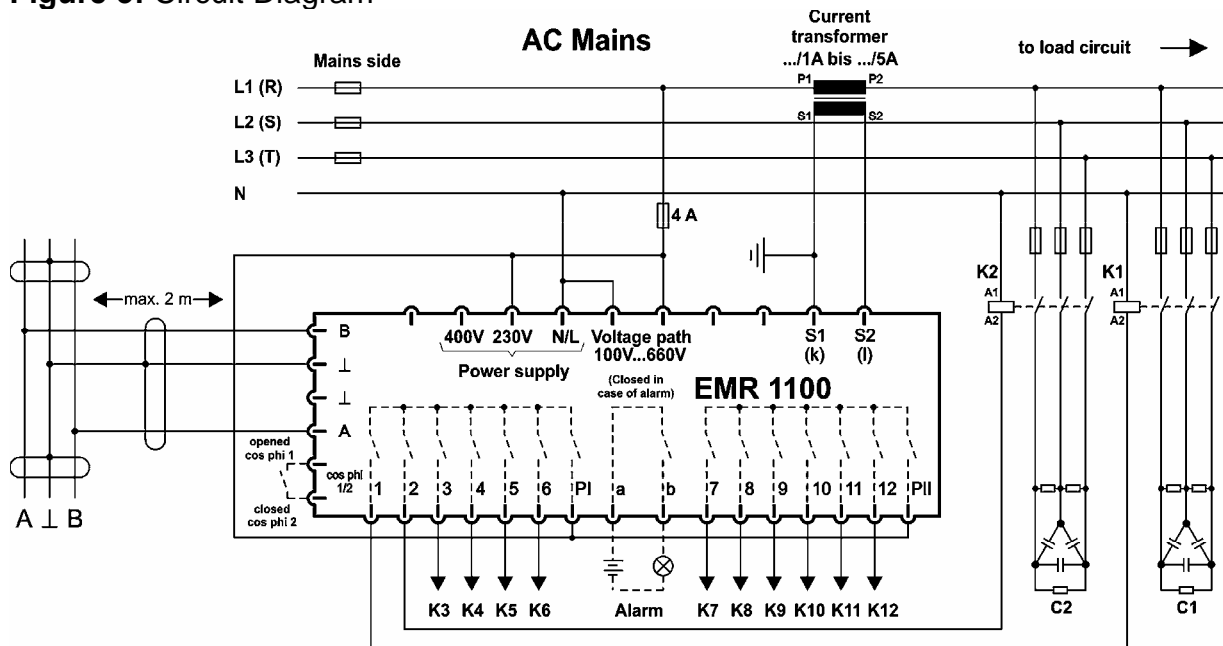 Figure 3: Circuit Diagram
AC Mains
Current
transformer
.../1A bis .../5A
to load circuit
Mains side
P1
P2
L1 (R)
S1
S2
L2 (S)
L3 (T)
N
4 A
K2
K1
A1
A2
A1
A2
max. 2 m
B
⊥
⊥
A
400V 230V N/L
Power supply
Voltage path
100V...660V
S1
(k)
S2
(l)
(Closed in
case of alarm)
EMR 1100
opened
cos phi 1
cos phi
1/2
closed
cos phi 2
1 2 3 4 5 6 PI a b 7 8 9 10 11 12 PII
A ⊥ B
K3 K4 K5 K6 Alarm K7 K8 K9 K10 K11 K12
C2
C1